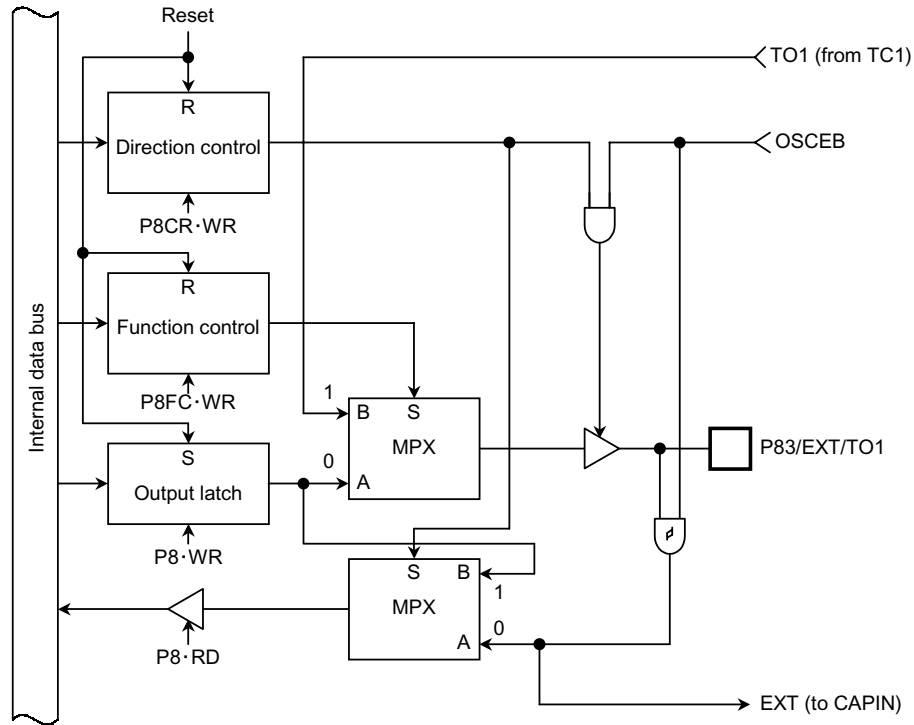 Reset
TO1 (from TC1)
R
Direction control
OSCEB
P8CR·WR
R
Function control
Internal data bus
P8FC·WR
1
B
S
MPX
S
0
A
Output latch
P83/EXT/TO1
P8·WR
S
B
1
MPX
0
A
P8·RD
EXT (to CAPIN)